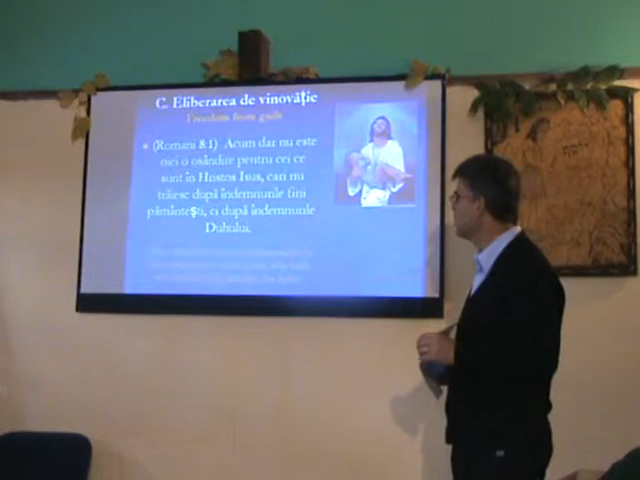 C. Eliberarea de vinovăție
Freedom from guilt
(Romani 8:1) Acum dar nu este
nici o osândire pentru cei ce
sunt în Hristos Isus, cari nu
trăiesc după îndemnurile firii
pământești, ci după îndemnurile
Duhului.